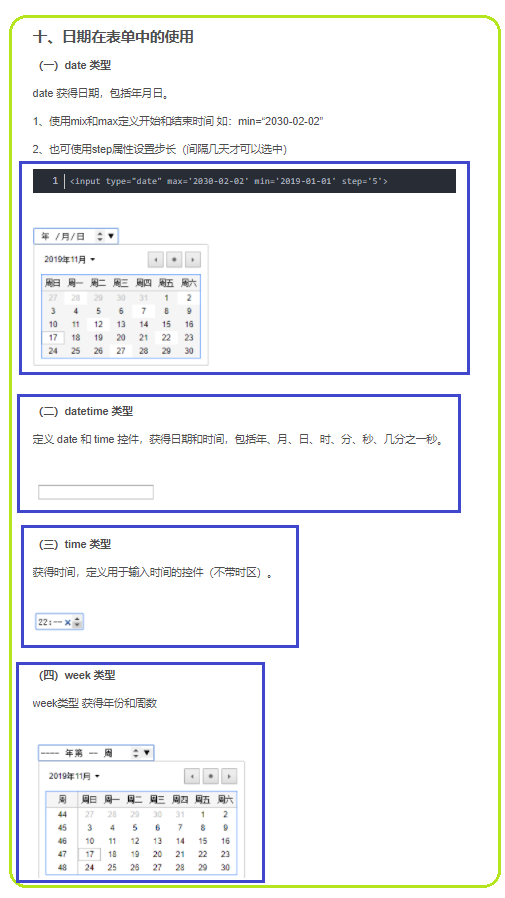 十、日期在表单中的使用
（一）date 类型
date 获得日期，包括年月日。
1、使用mix和max定义开始和结束时间 如：min=“2030-02-02”
2、也可使用step属性设置步长（间隔几天才可以选中）
1 <input type="date" max='2030-02-02' min='2019-01-01' step='5'>
年 /月/日
2019年11月
周日 周一 周二 周三 周四 周五 周六
27 28 29 30 31 1 2
3 4 5 6 7 8 9
10 11 12 13 14 15 16
17 18 19 20 21 22 23
24 25 26 27 28 29 30
（二）datetime 类型
定义 date 和 time 控件，获得日期和时间，包括年、月、日、时、分、秒、几分之一秒。
（三）time 类型
获得时间，定义用于输入时间的控件（不带时区）。
22:--
（四）week 类型
week类型 获得年份和周数
---- 年第 -- 周
2019年11月
周 周日 周一 周二 周三 周四 周五 周六
44 27 28 29 30 31 1 2
45 3 4 5 6 7 8 9
46 10 11 12 13 14 15 16
47 17 18 19 20 21 22 23
48 24 25 26 27 28 29 30